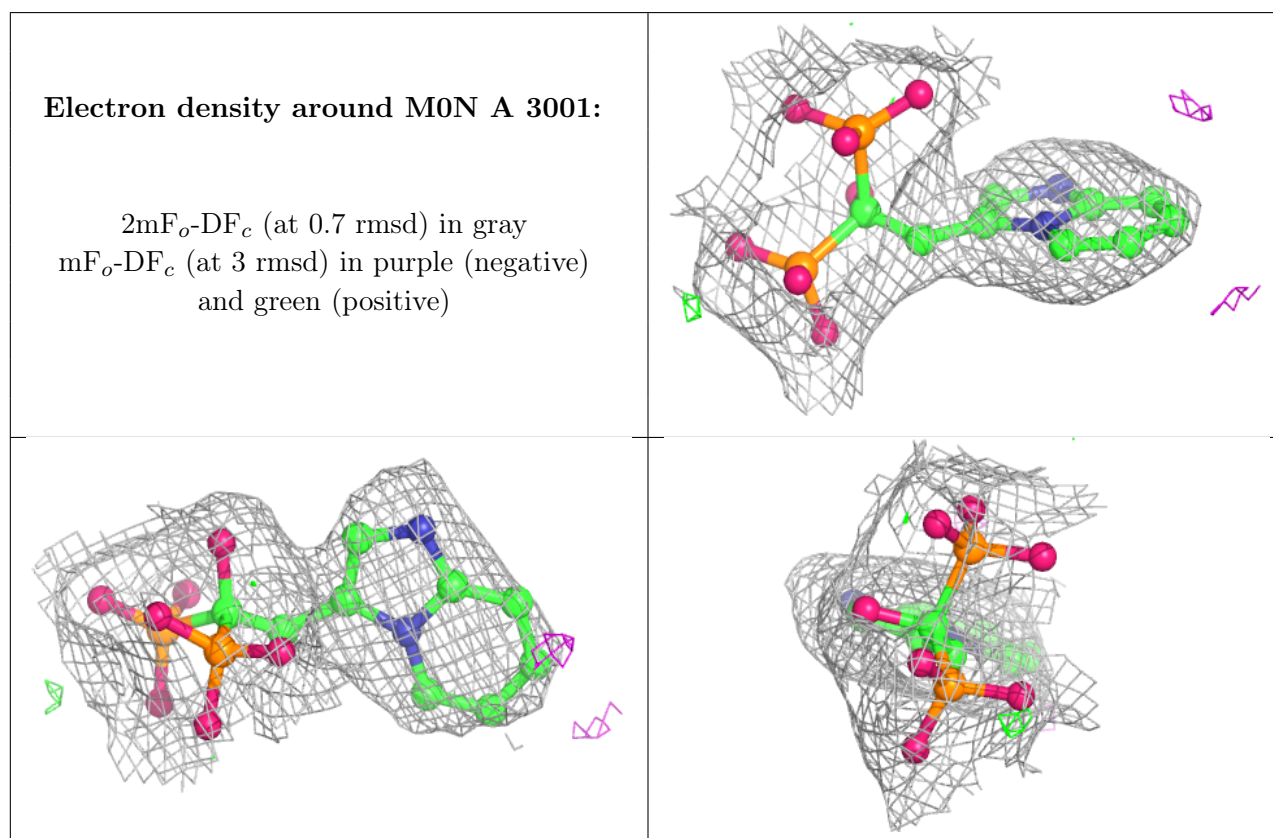 Electron density around M0N A 3001:
2mFo-DFc (at 0.7 rmsd) in gray
mFo-DFc (at 3 rmsd) in purple (negative)
and green (positive)